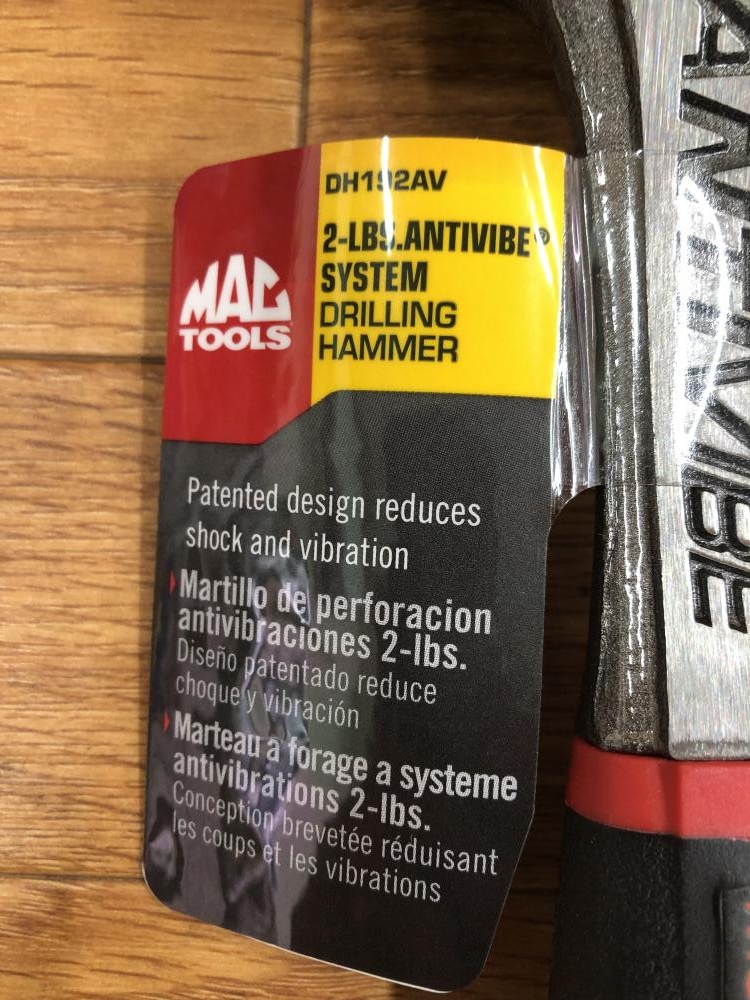 DH192AV
2-LBS.ANTIVIBE®
SYSTEM
DRILLING
HAMMER
MAC
TOOLS
Patented design reduces
shock and vibration
Martillo de perforacion
antivibraciones 2-lbs.
Diseño patentado reduce
choque y vibración
Marteau a forage a systeme
antivibrations 2-lbs.
Conception brevetée réduisant
les coups et les vibrations
ANTIVIBE